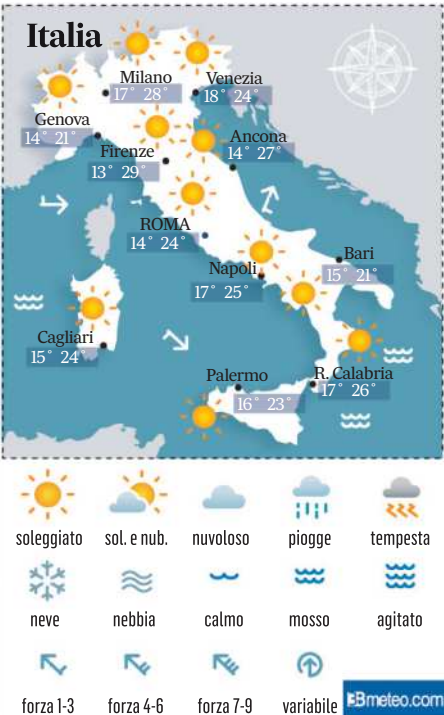 Italia
Milano
17° 28°
Venezia
18° 24°
Genova
14° 21°
Firenze
13° 29°
Ancona
14° 27°
ROMA
14° 24°
Bari
15° 21°
Napoli
17° 25°
Cagliari
15° 24°
Palermo
16° 23°
R. Calabria
17° 26°
soleggiato sol. e nub. nuvoloso piogge tempesta
neve nebbia calmo mosso agitato
forza 1-3 forza 4-6 forza 7-9 variabile
3Bmeteo.com